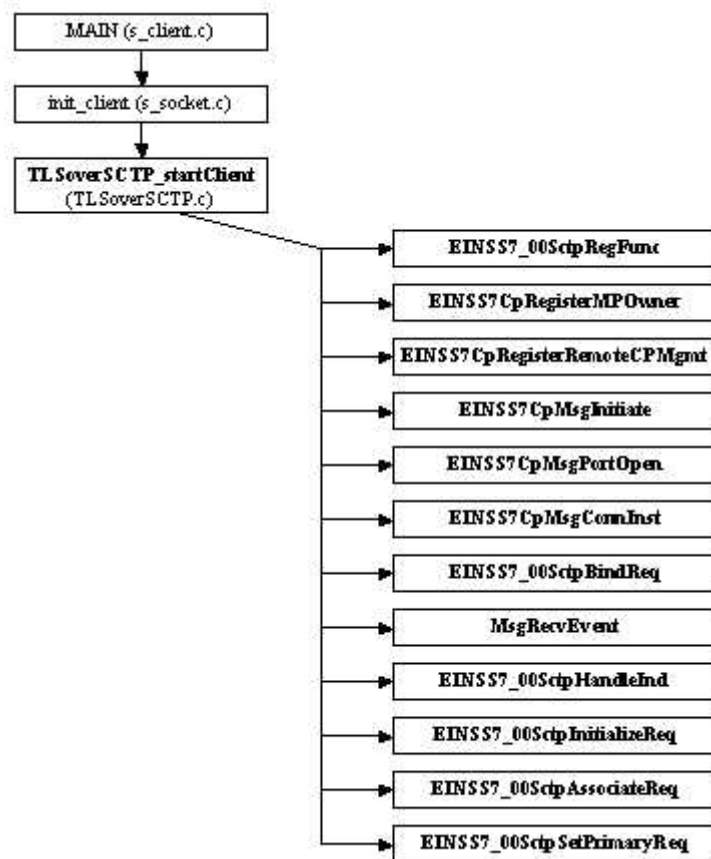 MAIN (s_client.c)
init_client (s_socket.c)
TLSoverSCTP_startClient
(TLSoverSCTP.c)
EINSS7_00SctpRegFunc
EINSS7CpRegisterMPOwner
EINSS7CpRegisterRemoteCPMgmt
EINSS7CpMsgInitiate
EINSS7CpMsgPortOpen
EINSS7CpMsgConnInst
EINSS7_00SctpBindReq
MsgRecvEvent
EINSS7_00SctpHandleInd
EINSS7_00SctpInitializeReq
EINSS7_00SctpAssociateReq
EINSS7_00SctpSetPrimaryReq